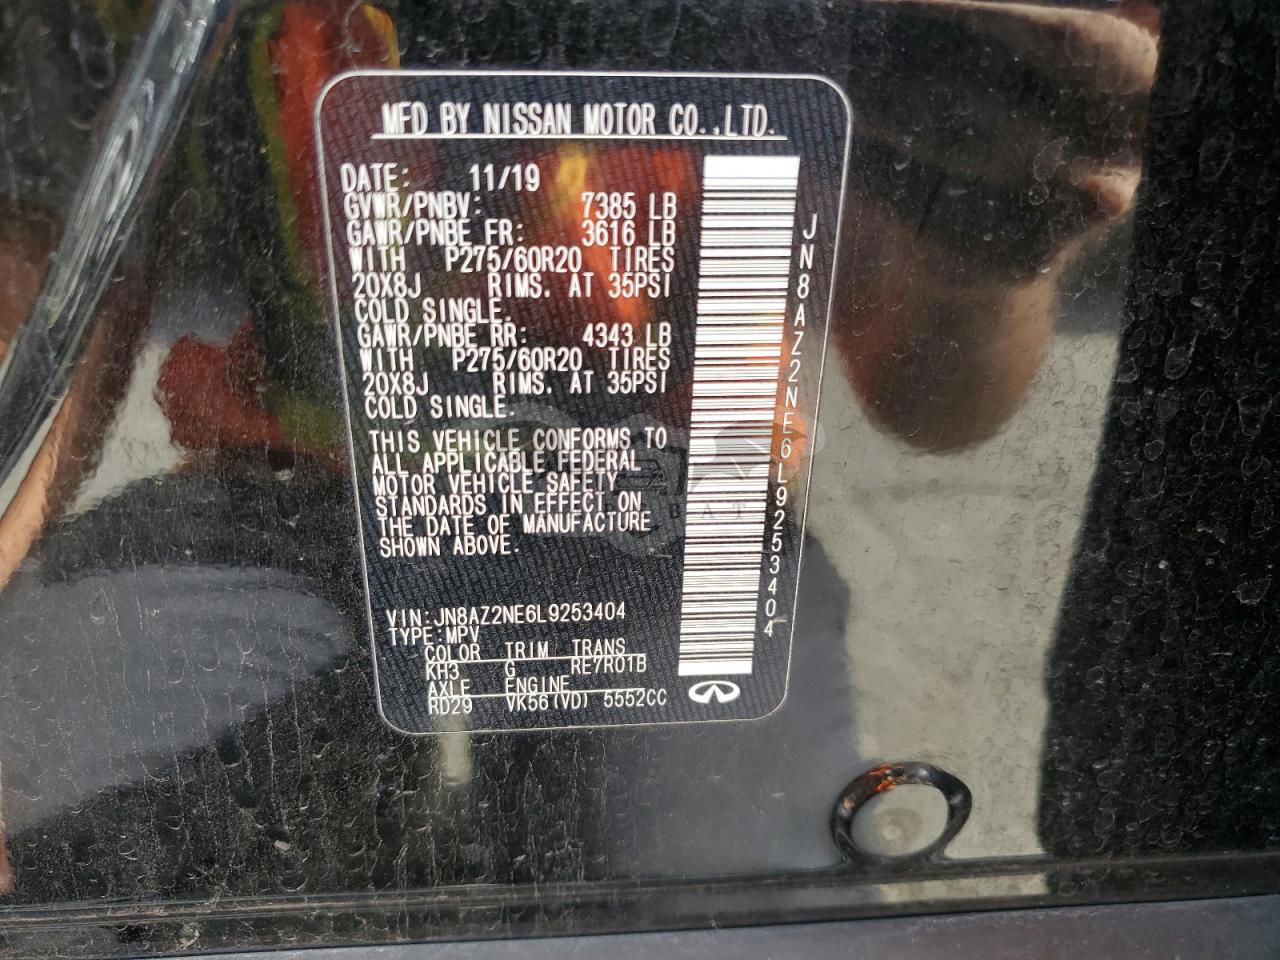 MFD BY NISSAN MOTOR CO.,LTD.
DATE: 11/19
GVWR/PNBV: 7385 LB
GAWR/PNBE FR: 3616 LB
WITH P275/60R20 TIRES
20X8J RIMS. AT 35PSI
COLD SINGLE.
GAWR/PNBE RR: 4343 LB
WITH P275/60R20 TIRES
20X8J RIMS. AT 35PSI
COLD SINGLE.
THIS VEHICLE CONFORMS TO
ALL APPLICABLE FEDERAL
MOTOR VEHICLE SAFETY
STANDARDS IN EFFECT ON
THE DATE OF MANUFACTURE
SHOWN ABOVE.
VIN:JN8AZ2NE6L9253404
TYPE:MPV
COLOR TRIM TRANS
KH3 G RE7R01B
AXLE ENGINE
RD29 VK56(VD) 5552CC
JN8AZ2NE6L9253404